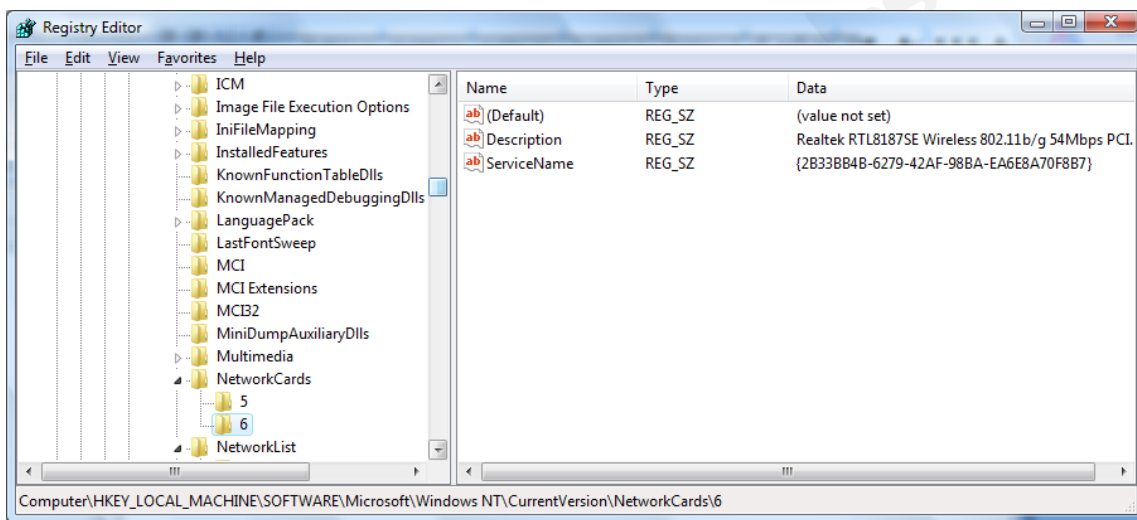 Registry Editor
File Edit View Favorites Help
ICM
Image File Execution Options
IniFileMapping
InstalledFeatures
KnownFunctionTableDlls
KnownManagedDebuggingDlls
LanguagePack
LastFontSweep
MCI
MCI Extensions
MCI32
MiniDumpAuxiliaryDlls
Multimedia
NetworkCards
5
6
NetworkList
Name Type Data
ab (Default) REG_SZ (value not set)
ab Description REG_SZ Realtek RTL8187SE Wireless 802.11b/g 54Mbps PCI.
ab ServiceName REG_SZ {2B33BB4B-6279-42AF-98BA-EA6E8A70F8B7}
Computer\HKEY_LOCAL_MACHINE\SOFTWARE\Microsoft\Windows NT\CurrentVersion\NetworkCards\6